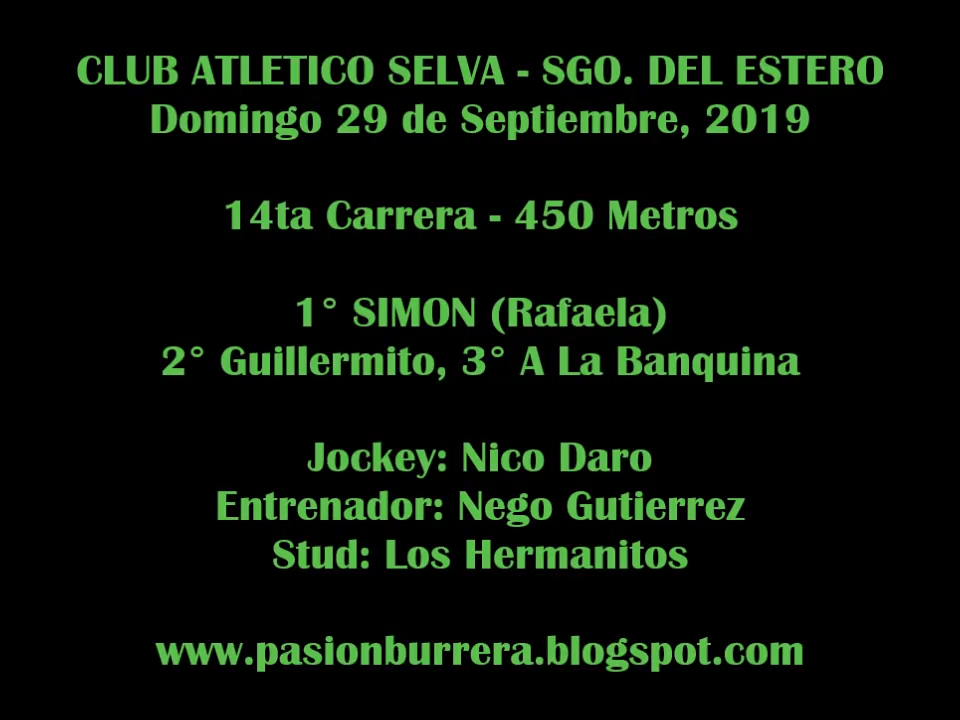 CLUB ATLETICO SELVA - SGO. DEL ESTERO
Domingo 29 de Septiembre, 2019
14ta Carrera - 450 Metros
1° SIMON (Rafaela)
2° Guillermito, 3° A La Banquina
Jockey: Nico Daro
Entrenador: Nego Gutierrez
Stud: Los Hermanitos
www.pasionburrera.blogspot.com